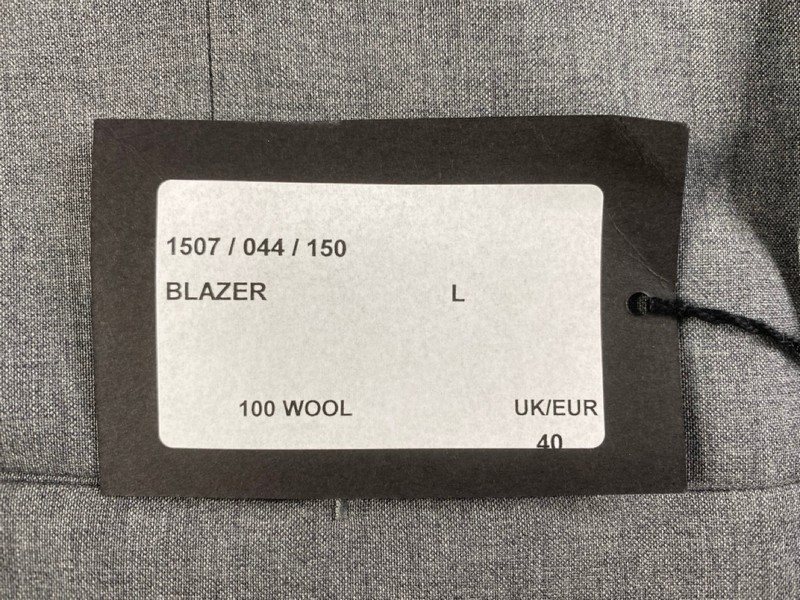 1507 / 044 / 150
BLAZER L
100 WOOL UK/EUR
40